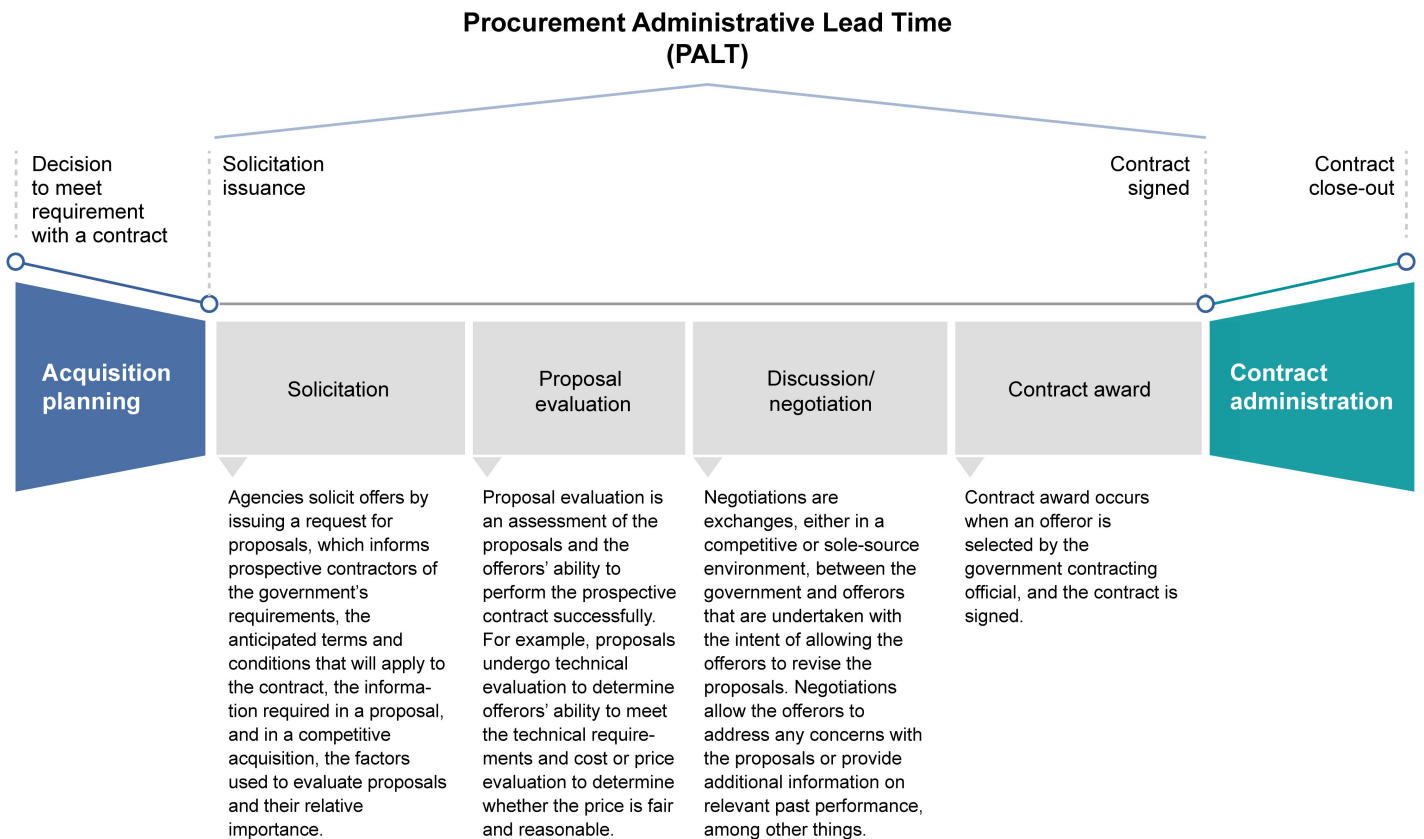 Procurement Administrative Lead Time
(PALT)
Decision
to meet
requirement
with a contract
Solicitation
issuance
Contract
signed
Contract
close-out
Acquisition
planning
Solicitation
Proposal
evaluation
Discussion/
negotiation
Contract award
Contract
administration
Agencies solicit offers by
issuing a request for
proposals, which informs
prospective contractors of
the government's
requirements, the
anticipated terms and
conditions that will apply to
the contract, the informa-
tion required in a proposal,
and in a competitive
acquisition, the factors
used to evaluate proposals
and their relative
importance.
Proposal evaluation is
an assessment of the
proposals and the
offerors' ability to
perform the prospective
contract successfully.
For example, proposals
undergo technical
evaluation to determine
offerors' ability to meet
the technical require-
ments and cost or price
evaluation to determine
whether the price is fair
and reasonable.
Negotiations are
exchanges, either in a
competitive or sole-source
environment, between the
government and offerors
that are undertaken with
the intent of allowing the
offerors to revise the
proposals. Negotiations
allow the offerors to
address any concerns with
the proposals or provide
additional information on
relevant past performance,
among other things.
Contract award occurs
when an offeror is
selected by the
government contracting
official, and the contract is
signed.